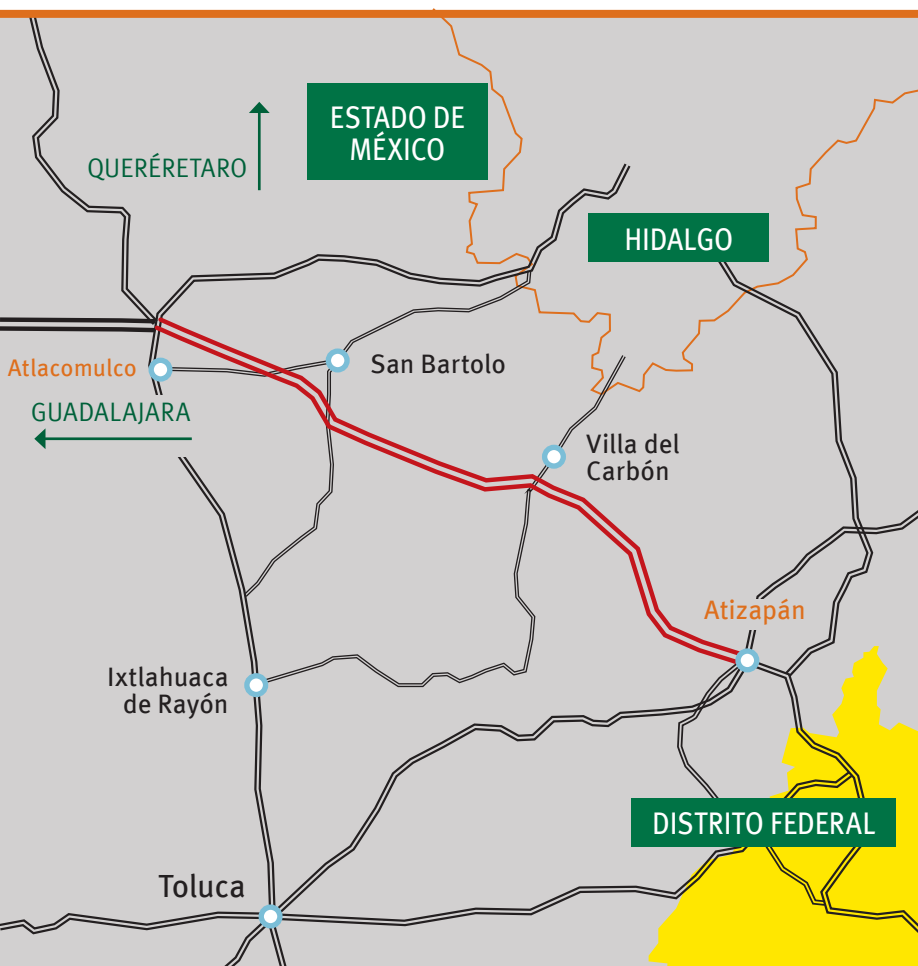 ESTADO DE
MÉXICO
QUERÉRETARO
HIDALGO
San Bartolo
Atlacomulco
GUADALAJARA
Villa del
Carbón
Atizapán
Ixtlahuaca
de Rayón
DISTRITO FEDERAL
Toluca